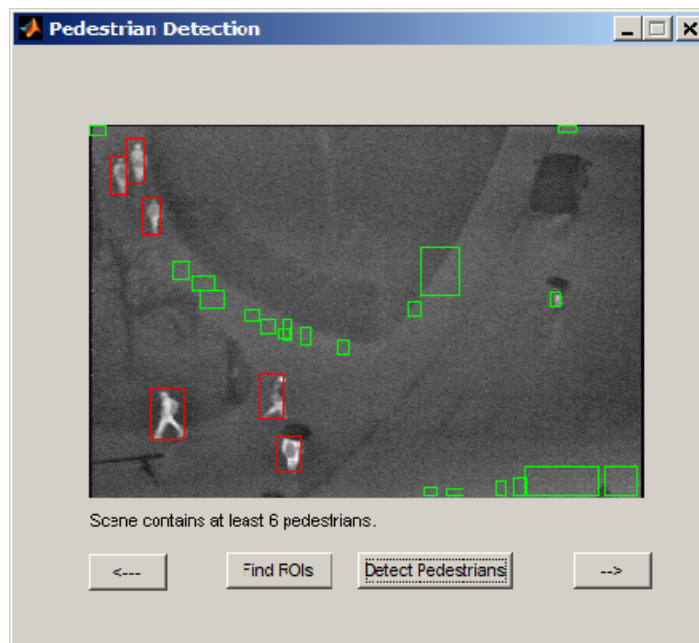 Pedestrian Detection
Scene contains at least 6 pedestrians.
<---
Find ROIs
Detect Pedestrians
-->